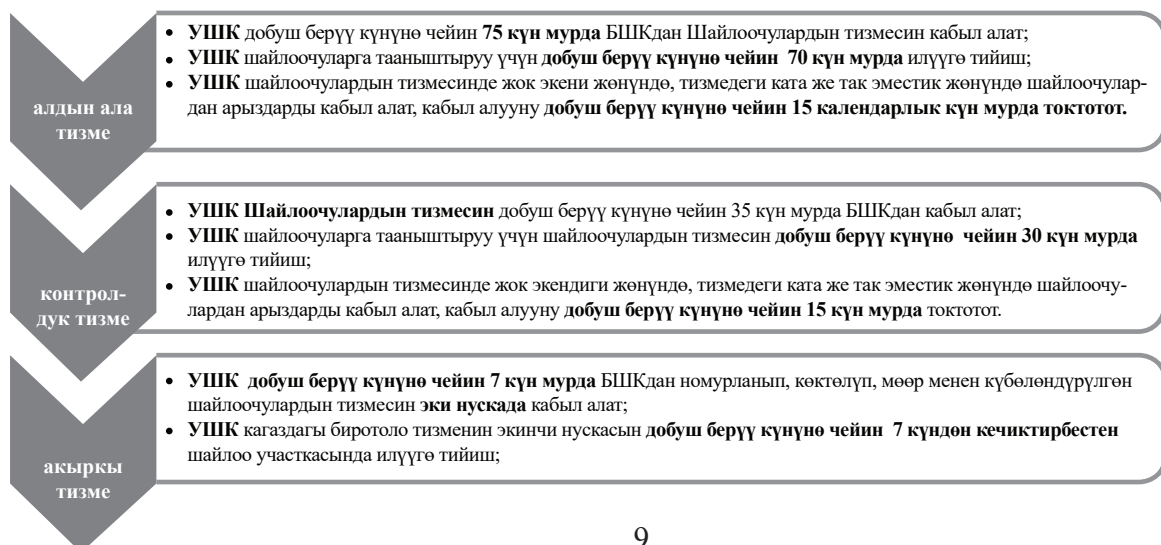 алдын ала
тизме
• УШК добуш берүү күнүнө чейин 75 күн мурда БШКдан Шайлоочулардын тизмесин кабыл алат;
• УШК шайлоочуларга тааныштыруу үчүн добуш берүү күнүнө чейин 70 күн мурда илүүгө тийиш;
• УШК шайлоочулардын тизмесинде жок экени жөнүндө, тизмедеги ката же так эместик жөнүндө шайлоочулар-
дан арыздарды кабыл алат, кабыл алууну добуш берүү күнүнө чейин 15 календарлык күн мурда токтотот.
контрол-
дук тизме
• УШК Шайлоочулардын тизмесин добуш берүү күнүнө чейин 35 күн мурда БШКдан кабыл алат;
• УШК шайлоочуларга тааныштыруу үчүн шайлоочулардын тизмесин добуш берүү күнүнө чейин 30 күн мурда
илүүгө тийиш;
• УШК шайлоочулардын тизмесинде жок экендиги жөнүндө, тизмедеги ката же так эместик жөнүндө шайлоочу-
лардан арыздарды кабыл алат, кабыл алууну добуш берүү күнүнө чейин 15 күн мурда токтотот.
акыркы
тизме
• УШК добуш берүү күнүнө чейин 7 күн мурда БШКдан номурланып, көктөлүп, мөөр менен күбөлөндүрүлгөн
шайлоочулардын тизмесин эки нускада кабыл алат;
• УШК кагаздагы биротоло тизменин экинчи нускасын добуш берүү күнүнө чейин 7 күндөн кечиктирбестен
шайлоо участкасында илүүгө тийиш;
9